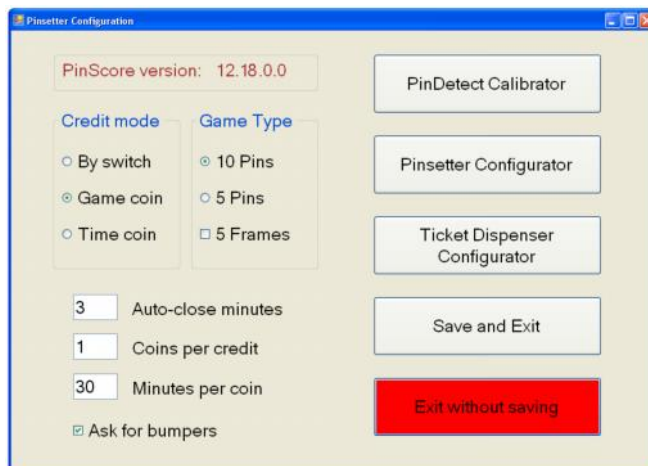 Pinsetter Configuration
PinScore version: 12.18.0.0
Credit mode
By switch
Game coin
Time coin
Game Type
10 Pins
5 Pins
5 Frames
3 Auto-close minutes
1 Coins per credit
30 Minutes per coin
Ask for bumpers
PinDetect Calibrator
Pinsetter Configurator
Ticket Dispenser
Configurator
Save and Exit
Exit without saving